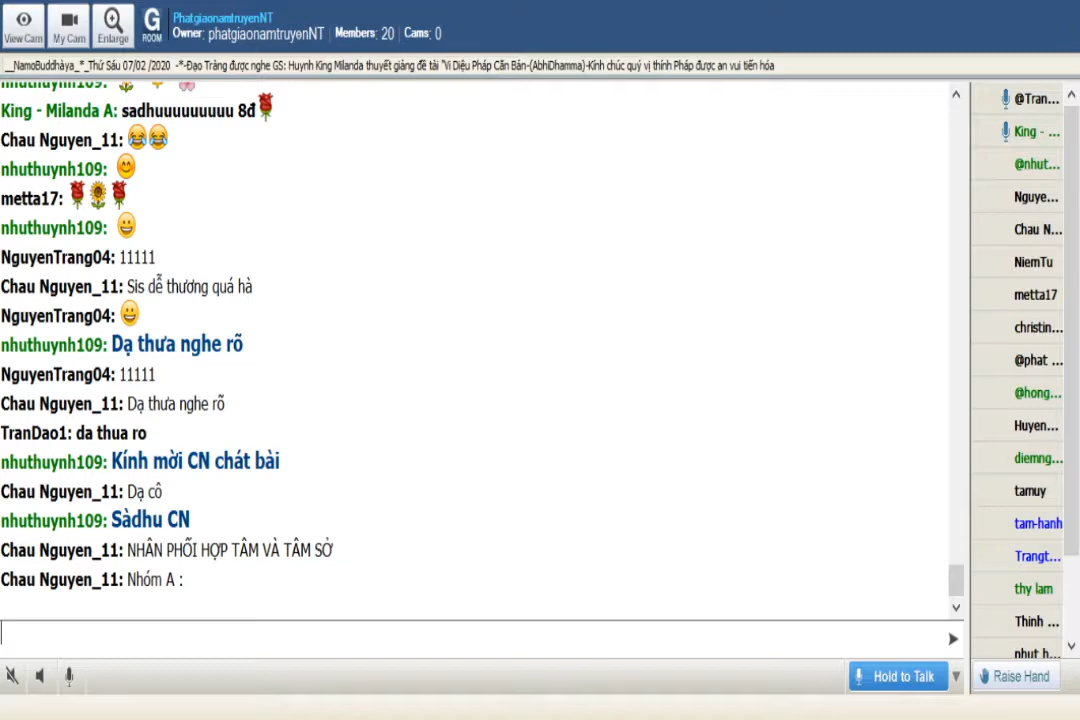 View Cam
My Cam
Enlarge
G
ROOM
PhatgiaonamtruyenNT
Owner: phatgiaonamtruyenNT Members: 20 Cams: 0
__NamoBuddhàya_*_Thứ Sáu 07/02 /2020 -*-Đạo Tràng được nghe GS: Huynh King Milanda thuyết giảng đề tài "Vi Diệu Pháp Căn Bản-(AbhiDhamma)-Kính chúc quý vị thính Pháp được an vui tiến hóa
nhuthuynh109:
King - Milanda A: sadhuuuuuuuuu 8đ
Chau Nguyen_11:
nhuthuynh109:
metta17:
nhuthuynh109:
NguyenTrang04: 11111
Chau Nguyen_11: Sis dễ thương quá hà
NguyenTrang04:
nhuthuynh109: Dạ thưa nghe rõ
NguyenTrang04: 11111
Chau Nguyen_11: Dạ thưa nghe rõ
TranDao1: da thua ro
nhuthuynh109: Kính mời CN chát bài
Chau Nguyen_11: Dạ cô
nhuthuynh109: Sàdhu CN
Chau Nguyen_11: NHÂN PHỐI HỢP TÂM VÀ TÂM SỞ
Chau Nguyen_11: Nhóm A :
@Tran...
King - ...
@nhut...
Nguye...
Chau N...
NiemTu
metta17
christin...
@phat ...
@hong...
Huyen...
diemng...
tamuy
tam-hanh
Trangt...
thy lam
Thinh ...
nhut h...
Hold to Talk
Raise Hand